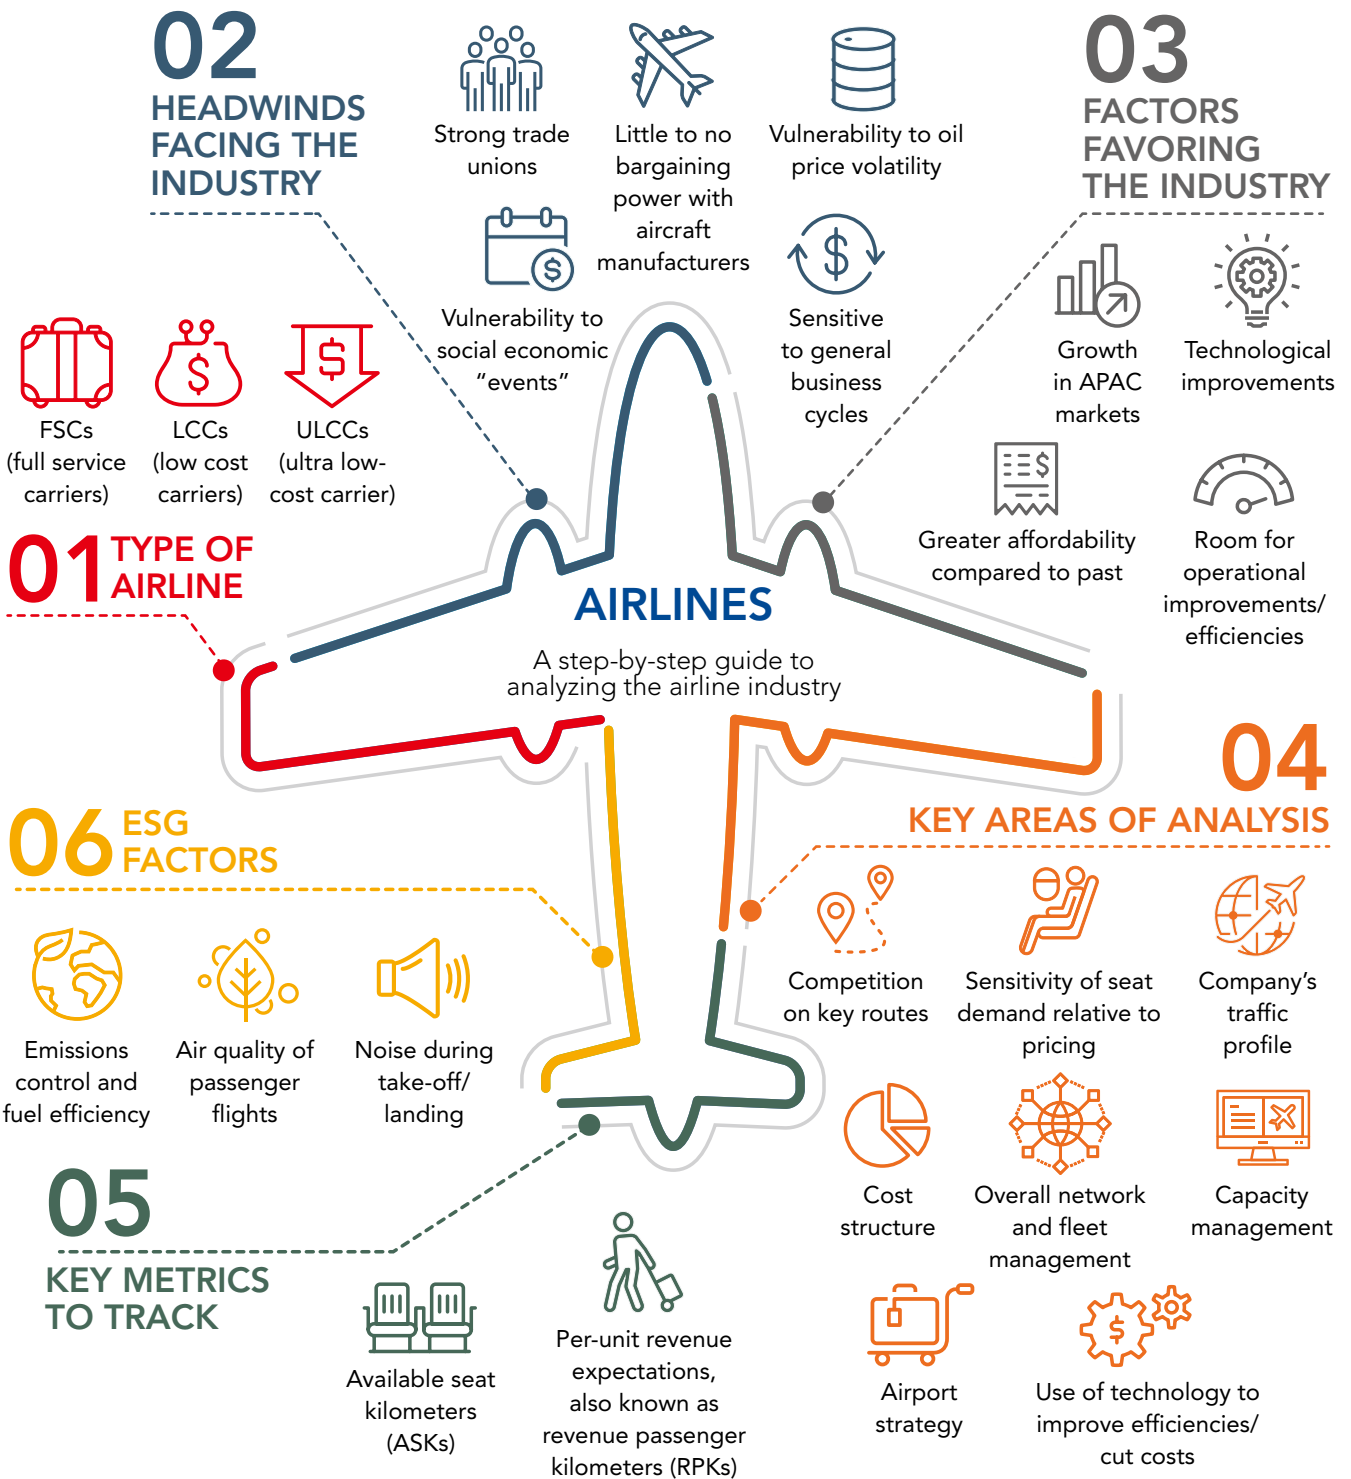 AIRLINES
A step-by-step guide to
analyzing the airline industry
01
TYPE OF
AIRLINE
FSCs
(full service
carriers)
LCCs
(low cost
carriers)
ULCCs
(ultra low-
cost carrier)
02
HEADWINDS
FACING THE
INDUSTRY
Strong trade
unions
Little to no
bargaining
power with
aircraft
manufacturers
Vulnerability to oil
price volatility
Vulnerability to
social economic
“events”
Sensitive
to general
business
cycles
03
FACTORS
FAVORING
THE INDUSTRY
Growth
in APAC
markets
Technological
improvements
Greater affordability
compared to past
Room for
operational
improvements/
efficiencies
04
KEY AREAS OF ANALYSIS
Competition
on key routes
Sensitivity of seat
demand relative to
pricing
Company’s
traffic
profile
Cost
structure
Overall network
and fleet
management
Capacity
management
Airport
strategy
Use of technology to
improve efficiencies/
cut costs
05
KEY METRICS
TO TRACK
Available seat
kilometers
(ASKs)
Per-unit revenue
expectations,
also known as
revenue passenger
kilometers (RPKs)
06
ESG
FACTORS
Emissions
control and
fuel efficiency
Air quality of
passenger
flights
Noise during
take-off/
landing
$
$
$
$
$
$
$